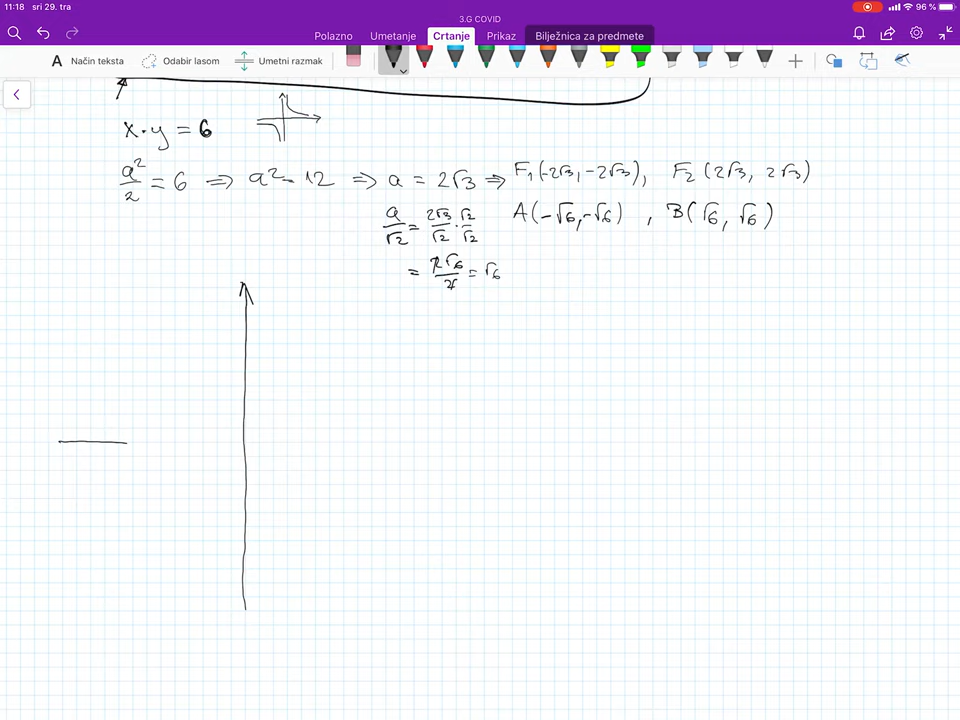 11:18 sri 29. tra 96 %
3.G COVID
Polazno Umetanje Crtanje Prikaz Bilježnica za predmete
A Način teksta Odabir lasom Umetni razmak
x·y = 6
a²/2 = 6 ⇒ a² = 12 ⇒ a = 2√3 ⇒ F₁(-2√3, -2√3), F₂(2√3, 2√3)
a/√2 = 2√3/√2 · √2/√2 A(-√6, -√6), B(√6, √6)
= 2√6/2 = √6